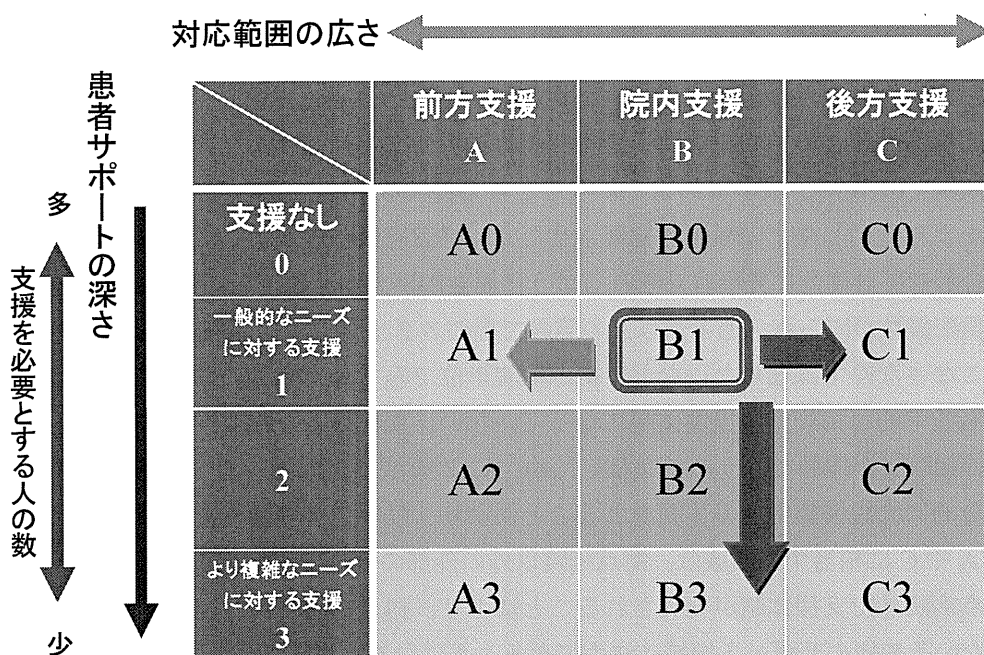 対応範囲の広さ
患者サポートの深さ
多
支援を必要とする人の数
少
前方支援
A
院内支援
B
後方支援
C
支援なし
0
A0
B0
C0
一般的なニーズ
に対する支援
1
A1
B1
C1
2
A2
B2
C2
より複雑なニーズ
に対する支援
3
A3
B3
C3